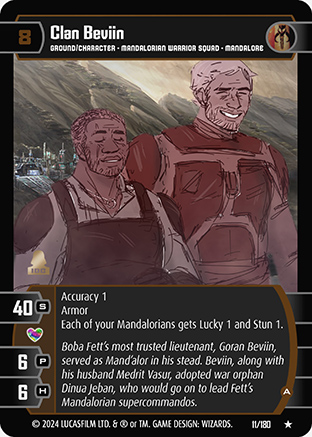 8
Clan Beviin
GROUND/CHARACTER - MANDALORIAN WARRIOR SQUAD - MANDALORE
100
40 S
6 P
6 H
Accuracy 1
Armor
Each of your Mandalorians gets Lucky 1 and Stun 1.
Boba Fett's most trusted lieutenant, Goran Beviin,
served as Mand'alor in his stead. Beviin, along with
his husband Medrit Vasur, adopted war orphan
Dinua Jeban, who would go on to lead Fett's
Mandalorian supercommandos.
A
© 2024 LUCASFILM LTD. & ® OR TM. GAME DESIGN: WIZARDS.
11/180